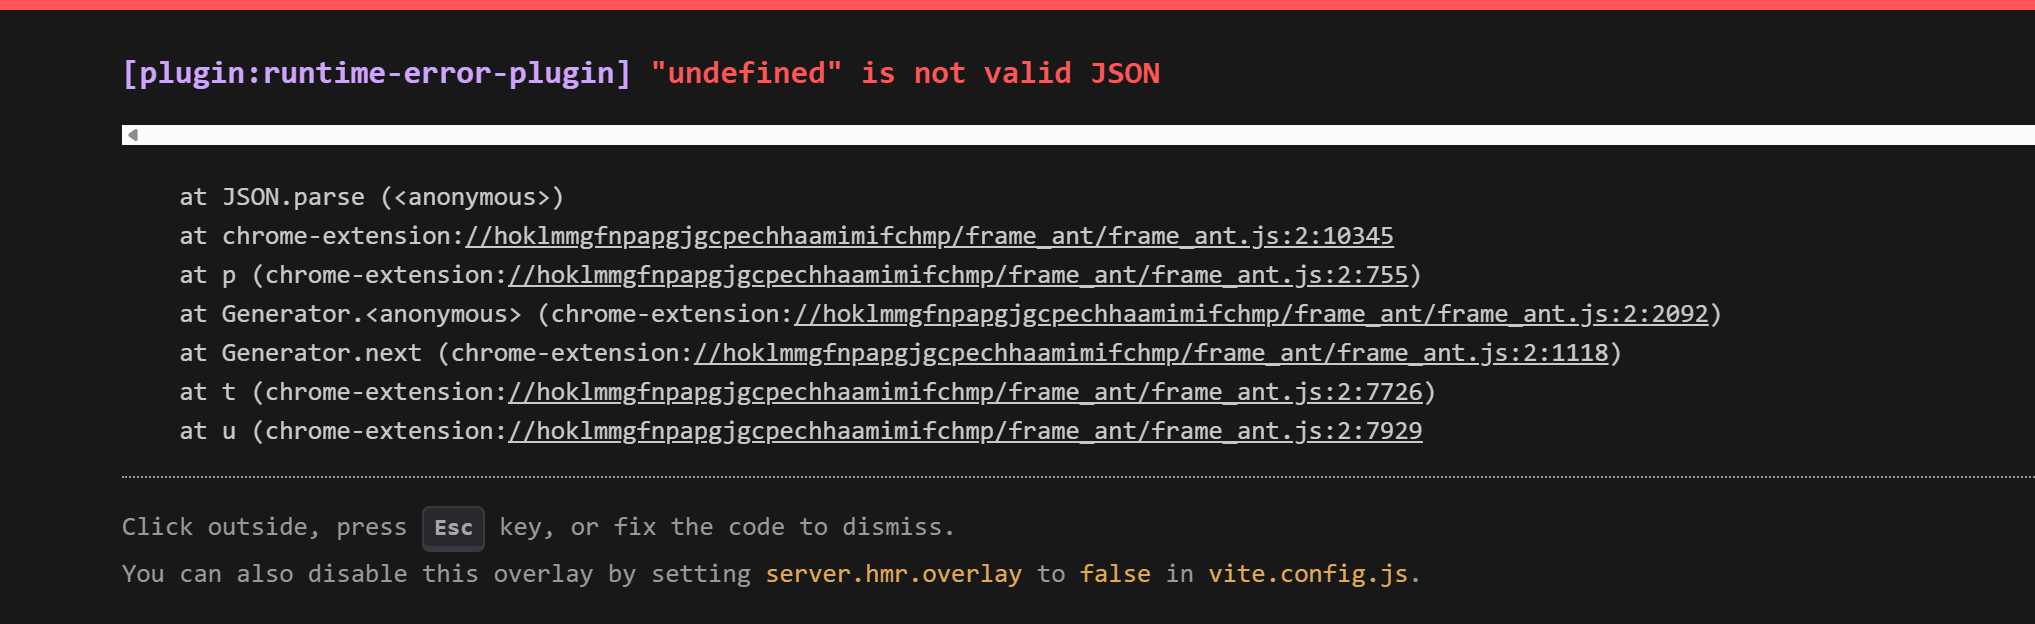 [plugin:runtime-error-plugin] "undefined" is not valid JSON
at JSON.parse (<anonymous>)
at chrome-extension://hoklmmgfnpapgjgcpechhaamimifchmp/frame_ant/frame_ant.js:2:10345
at p (chrome-extension://hoklmmgfnpapgjgcpechhaamimifchmp/frame_ant/frame_ant.js:2:755)
at Generator.<anonymous> (chrome-extension://hoklmmgfnpapgjgcpechhaamimifchmp/frame_ant/frame_ant.js:2:2092)
at Generator.next (chrome-extension://hoklmmgfnpapgjgcpechhaamimifchmp/frame_ant/frame_ant.js:2:1118)
at t (chrome-extension://hoklmmgfnpapgjgcpechhaamimifchmp/frame_ant/frame_ant.js:2:7726)
at u (chrome-extension://hoklmmgfnpapgjgcpechhaamimifchmp/frame_ant/frame_ant.js:2:7929
Click outside, press Esc key, or fix the code to dismiss.
You can also disable this overlay by setting server.hmr.overlay to false in vite.config.js.